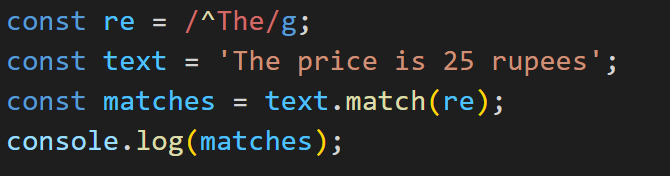 const re = /^The/g;
const text = 'The price is 25 rupees';
const matches = text.match(re);
console.log(matches);